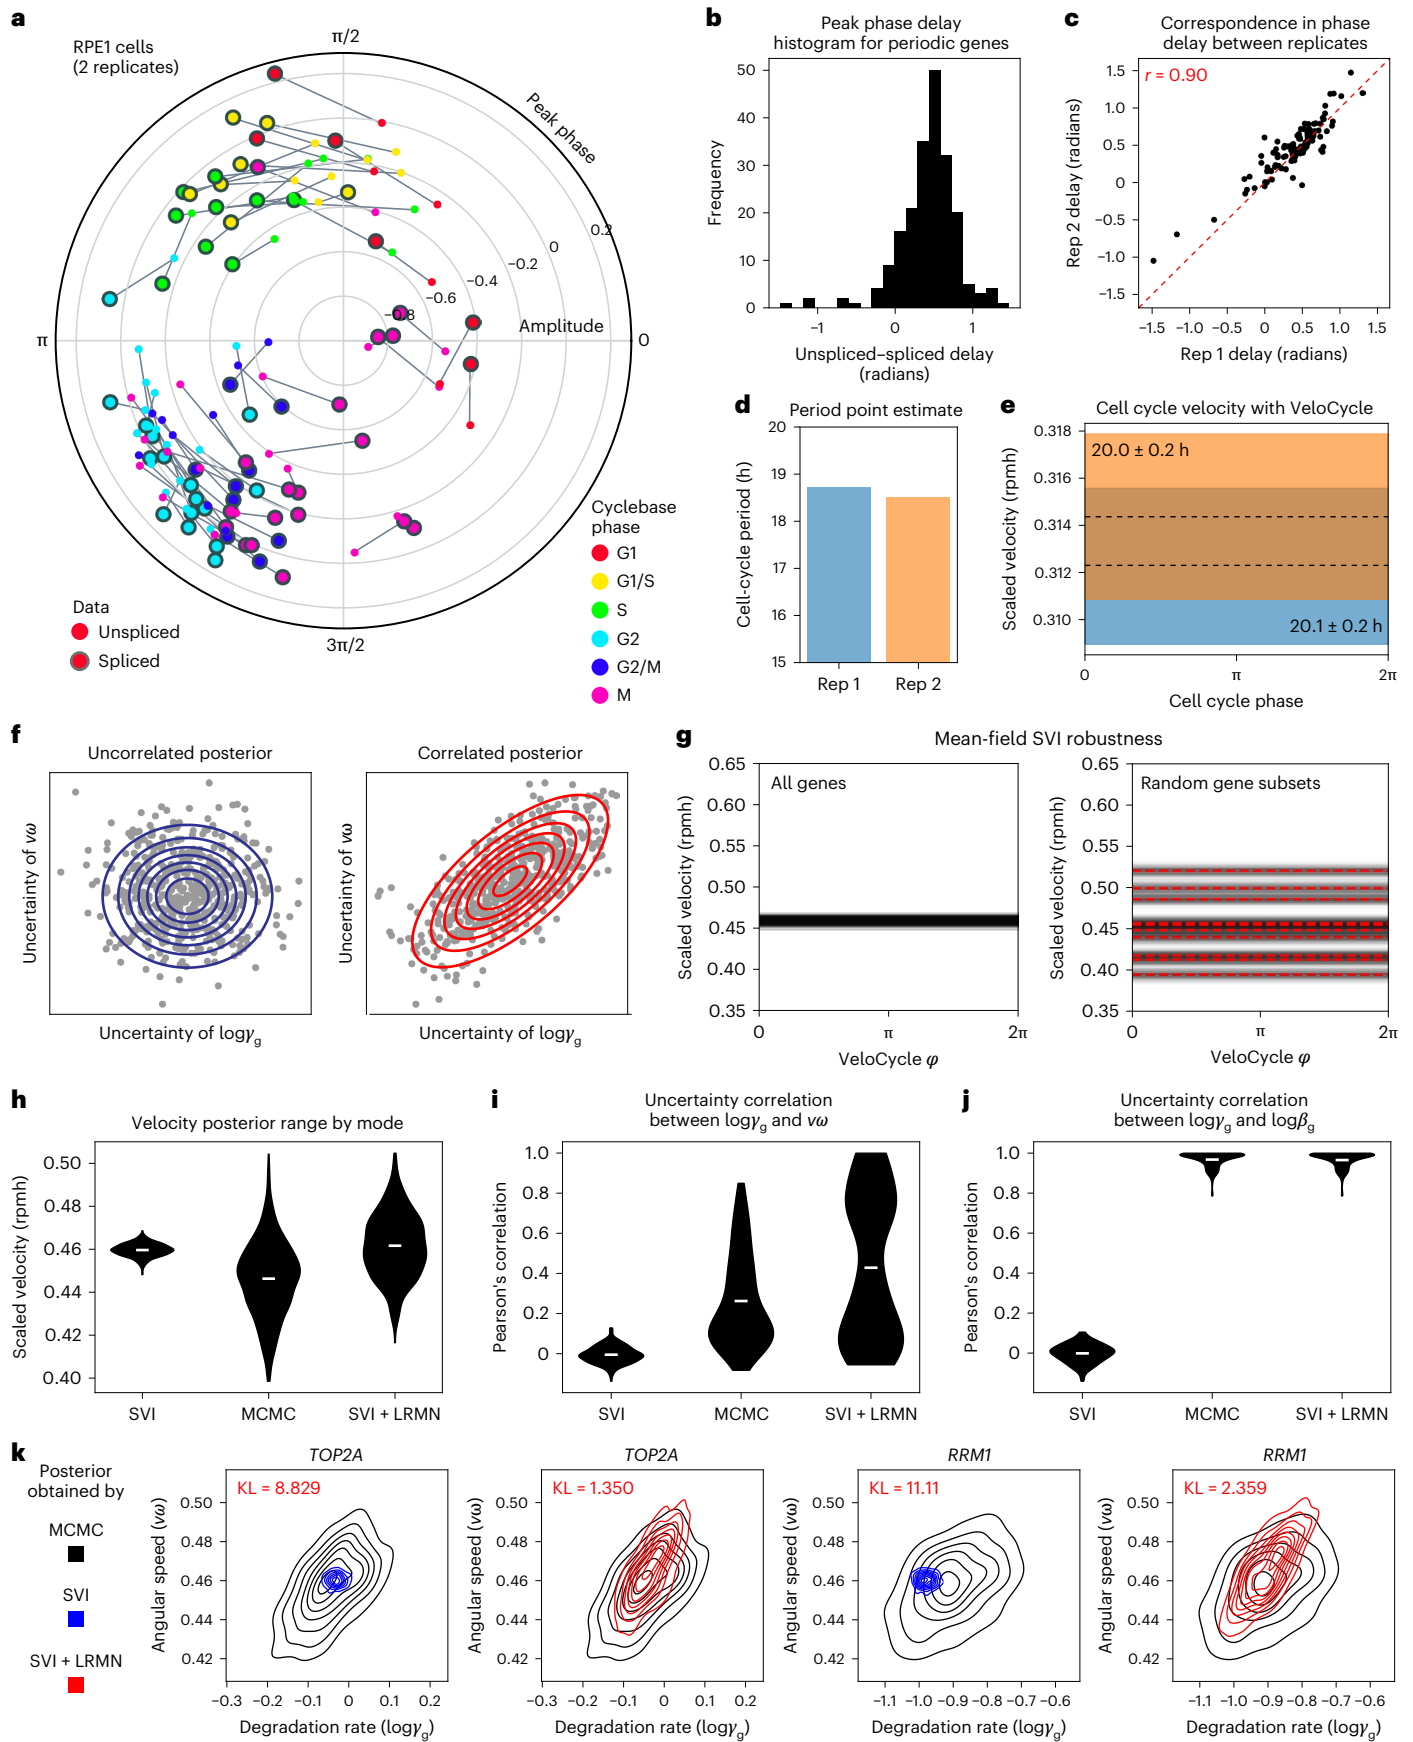 a
RPE1 cells
(2 replicates)
π/2
Peak phase
0.2
0
−0.2
−0.4
−0.6
−0.8
Amplitude
π
0
3π/2
Data
Unspliced
Spliced
Cyclebase
phase
G1
G1/S
S
G2
G2/M
M
b
Peak phase delay
histogram for periodic genes
Frequency
50
40
30
20
10
0
−1
0
1
Unspliced–spliced delay
(radians)
c
Correspondence in phase
delay between replicates
r = 0.90
Rep 2 delay (radians)
1.5
1.0
0.5
0
−0.5
−1.0
−1.5
−1.5
−1.0
−0.5
0
0.5
1.0
1.5
Rep 1 delay (radians)
d
Period point estimate
Cell-cycle period (h)
20
19
18
17
16
15
Rep 1
Rep 2
e
Cell cycle velocity with VeloCycle
Scaled velocity (rpmh)
0.318
0.316
0.314
0.312
0.310
20.0 ± 0.2 h
20.1 ± 0.2 h
0
π
2π
Cell cycle phase
f
Uncorrelated posterior
Uncertainty of νω
Uncertainty of logγg
Correlated posterior
Uncertainty of νω
Uncertainty of logγg
g
Mean-field SVI robustness
All genes
Scaled velocity (rpmh)
0.65
0.60
0.55
0.50
0.45
0.40
0.35
0
π
2π
VeloCycle φ
Random gene subsets
Scaled velocity (rpmh)
0.65
0.60
0.55
0.50
0.45
0.40
0.35
0
π
2π
VeloCycle φ
h
Velocity posterior range by mode
Scaled velocity (rpmh)
0.50
0.48
0.46
0.44
0.42
0.40
SVI
MCMC
SVI + LRMN
i
Uncertainty correlation
between logγg and νω
Pearson's correlation
1.0
0.8
0.6
0.4
0.2
0
SVI
MCMC
SVI + LRMN
j
Uncertainty correlation
between logγg and logβg
Pearson's correlation
1.0
0.8
0.6
0.4
0.2
0
SVI
MCMC
SVI + LRMN
k
Posterior
obtained by
MCMC
SVI
SVI + LRMN
TOP2A
KL = 8.829
Angular speed (νω)
0.50
0.48
0.46
0.44
0.42
−0.3
−0.2
−0.1
0
0.1
0.2
Degradation rate (logγg)
TOP2A
KL = 1.350
Angular speed (νω)
0.50
0.48
0.46
0.44
0.42
−0.3
−0.2
−0.1
0
0.1
0.2
Degradation rate (logγg)
RRM1
KL = 11.11
Angular speed (νω)
0.50
0.48
0.46
0.44
0.42
−1.1
−1.0
−0.9
−0.8
−0.7
−0.6
Degradation rate (logγg)
RRM1
KL = 2.359
Angular speed (νω)
0.50
0.48
0.46
0.44
0.42
−1.1
−1.0
−0.9
−0.8
−0.7
−0.6
Degradation rate (logγg)